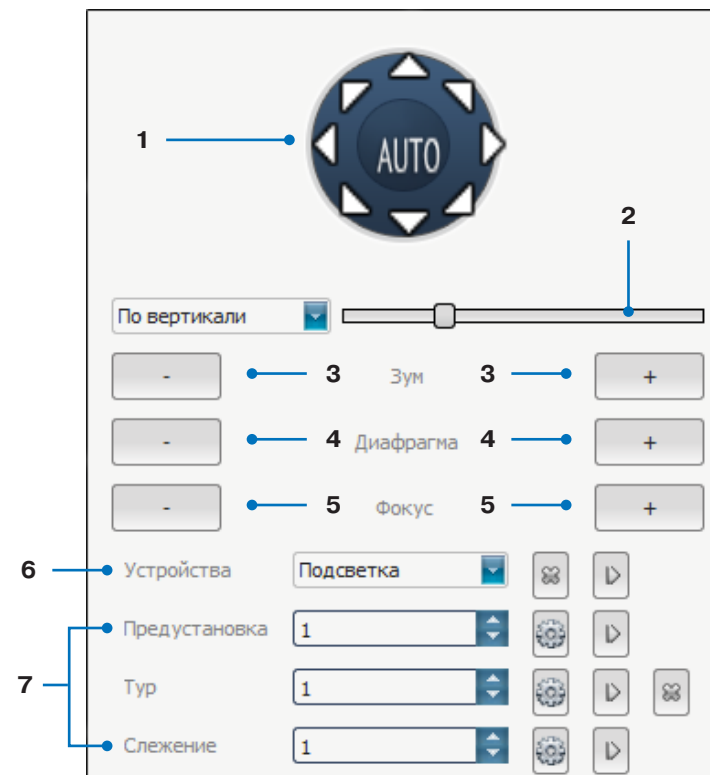 1 AUTO
2
По вертикали
- 3 Зум 3 +
- 4 Диафрагма 4 +
- 5 Фокус 5 +
6 Устройства Подсветка
Предустановка 1
7 Тур 1
Слежение 1